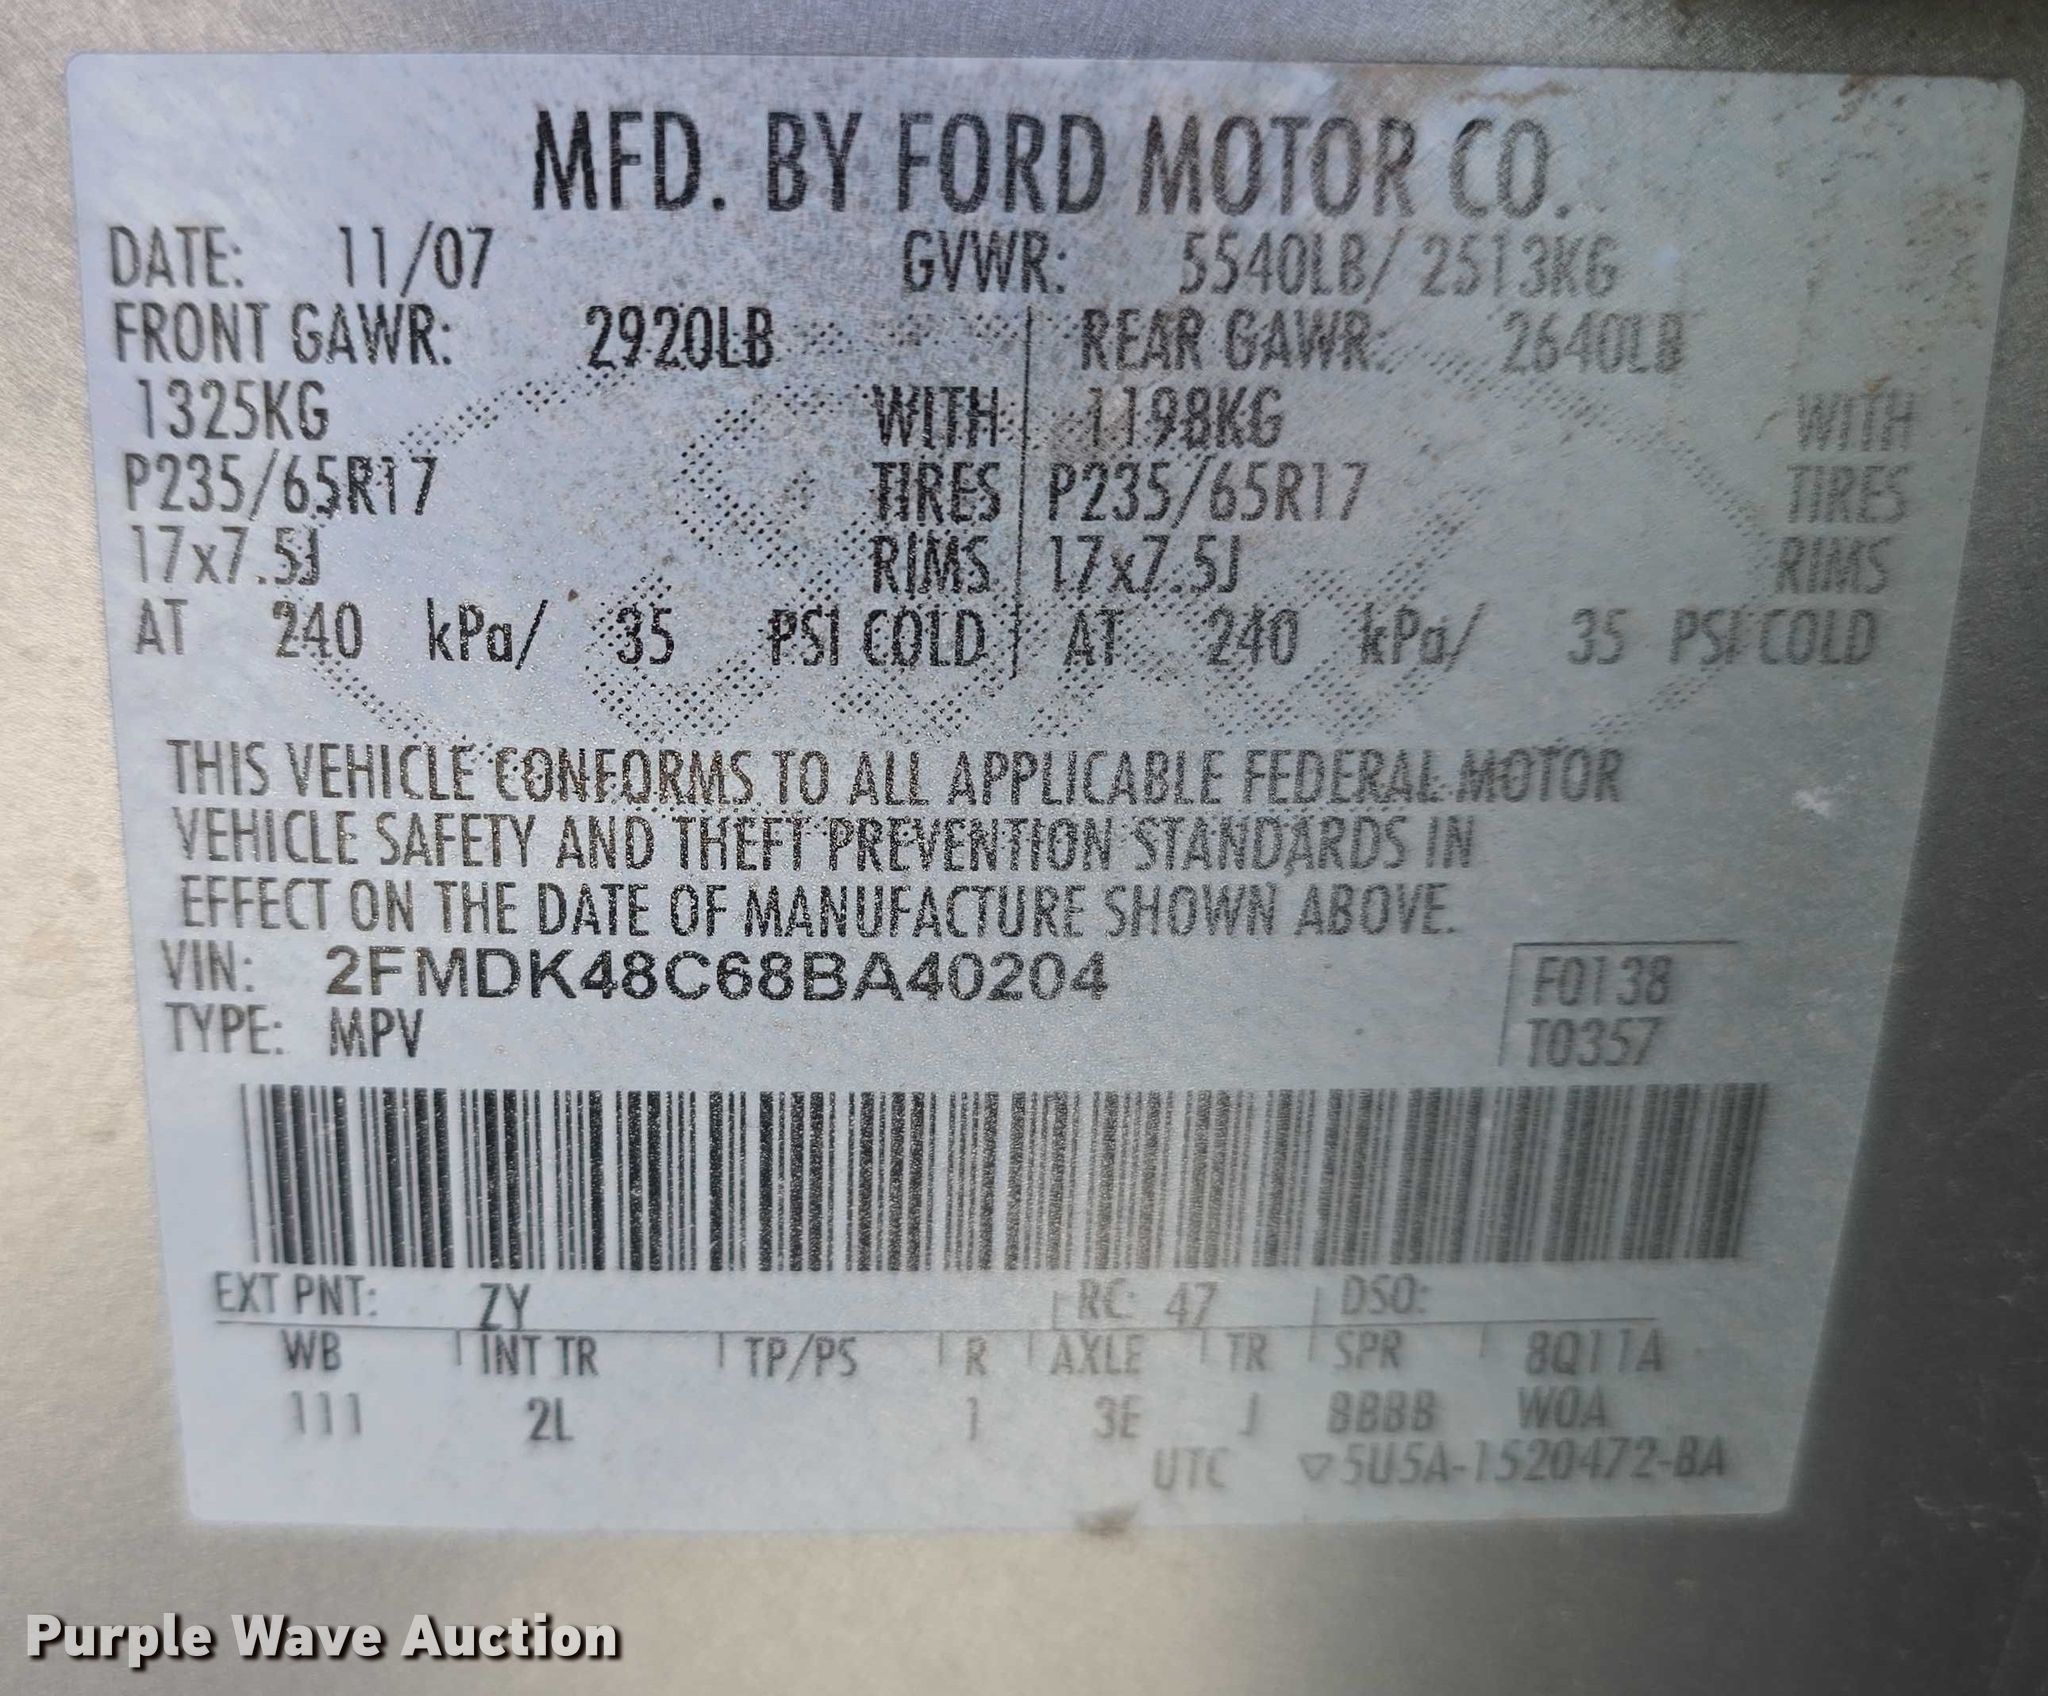 MFD. BY FORD MOTOR CO.
DATE: 11/07 GVWR: 5540LB/ 2513KG
FRONT GAWR: 2920LB REAR GAWR: 2640LB
1325KG WITH 1198KG WITH
P235/65R17 TIRES P235/65R17 TIRES
17x7.5J RIMS 17x7.5J RIMS
AT 240 kPa/ 35 PSI COLD AT 240 kPa/ 35 PSI COLD
THIS VEHICLE CONFORMS TO ALL APPLICABLE FEDERAL MOTOR
VEHICLE SAFETY AND THEFT PREVENTION STANDARDS IN
EFFECT ON THE DATE OF MANUFACTURE SHOWN ABOVE.
VIN: 2FMDK48C68BA40204 F0138
TYPE: MPV T0357
EXT PNT: ZY RC: 47 DSO:
WB INT TR TP/PS R AXLE TR SPR 8Q11A
111 2L 1 3E J BBBB W0A
UTC ▽5U5A-1520472-BA
Purple Wave Auction